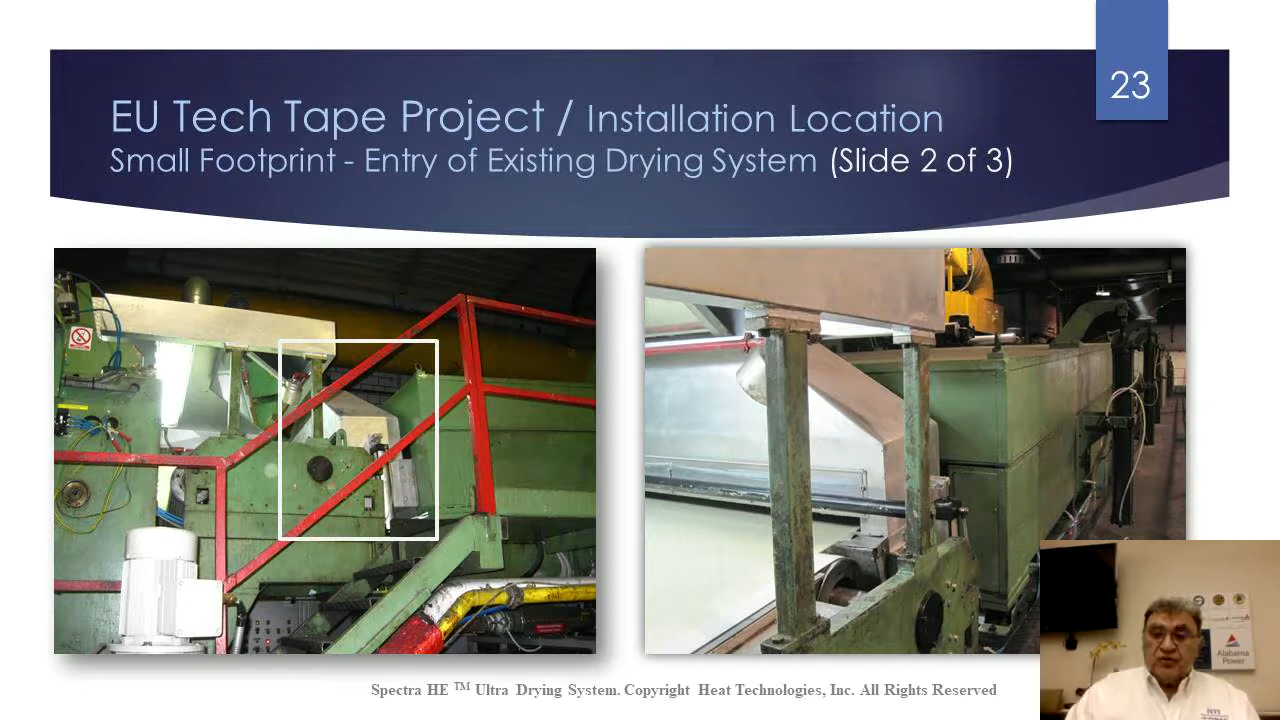 23
EU Tech Tape Project / Installation Location
Small Footprint - Entry of Existing Drying System (Slide 2 of 3)
Alabama
Power
Spectra HE TM Ultra Drying System. Copyright Heat Technologies, Inc. All Rights Reserved